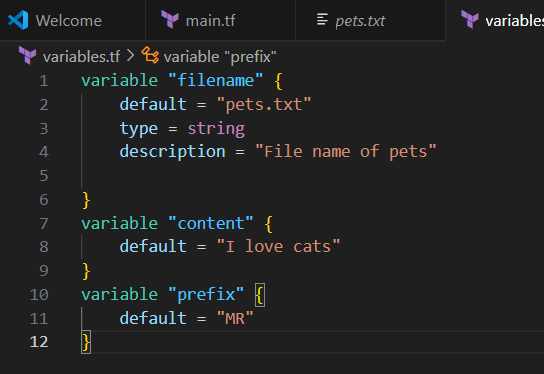 Welcome main.tf pets.txt variables
variables.tf > variable "prefix"
1 variable "filename" {
2 default = "pets.txt"
3 type = string
4 description = "File name of pets"
5
6 }
7 variable "content" {
8 default = "I love cats"
9 }
10 variable "prefix" {
11 default = "MR"
12 }